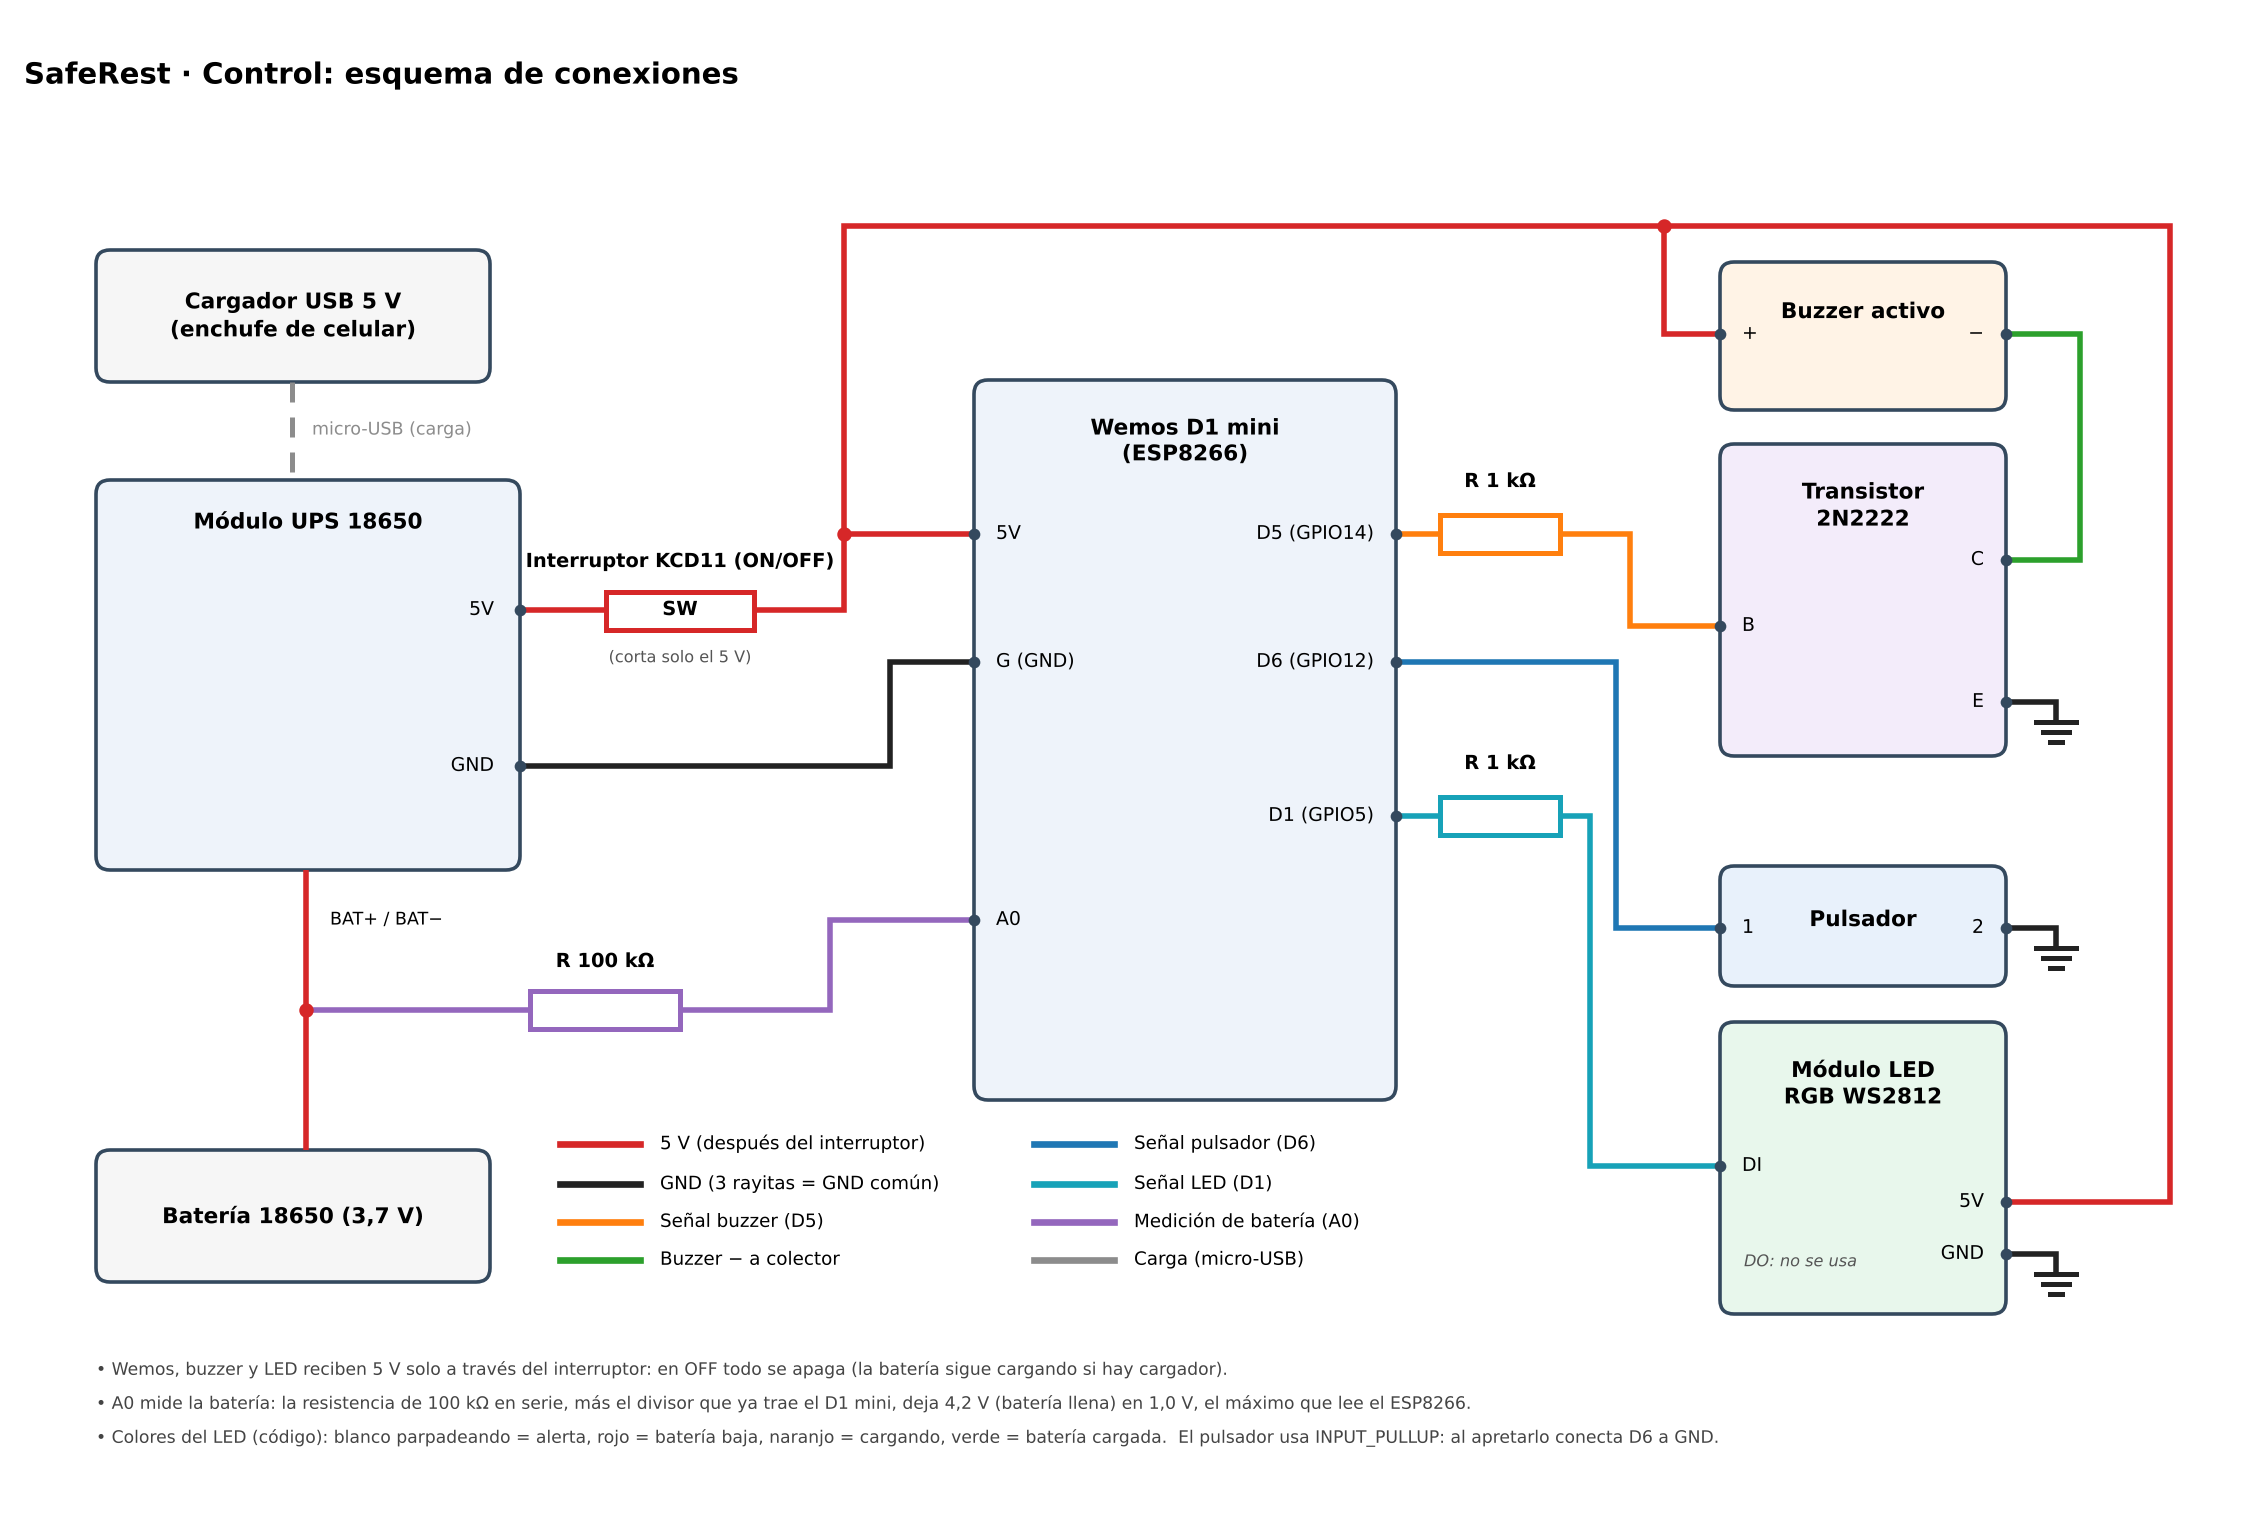 SafeRest · Control: esquema de conexiones
Cargador USB 5 V
(enchufe de celular)
micro-USB (carga)
Módulo UPS 18650
5V
GND
Interruptor KCD11 (ON/OFF)
SW
(corta solo el 5 V)
BAT+ / BAT−
R 100 kΩ
Batería 18650 (3,7 V)
Wemos D1 mini
(ESP8266)
5V
G (GND)
A0
D5 (GPIO14)
D6 (GPIO12)
D1 (GPIO5)
R 1 kΩ
R 1 kΩ
Buzzer activo
+
−
Transistor
2N2222
C
B
E
Pulsador
1
2
Módulo LED
RGB WS2812
DI
5V
GND
DO: no se usa
5 V (después del interruptor)
GND (3 rayitas = GND común)
Señal buzzer (D5)
Buzzer − a colector
Señal pulsador (D6)
Señal LED (D1)
Medición de batería (A0)
Carga (micro-USB)
• Wemos, buzzer y LED reciben 5 V solo a través del interruptor: en OFF todo se apaga (la batería sigue cargando si hay cargador).
• A0 mide la batería: la resistencia de 100 kΩ en serie, más el divisor que ya trae el D1 mini, deja 4,2 V (batería llena) en 1,0 V, el máximo que lee el ESP8266.
• Colores del LED (código): blanco parpadeando = alerta, rojo = batería baja, naranjo = cargando, verde = batería cargada.  El pulsador usa INPUT_PULLUP: al apretarlo conecta D6 a GND.